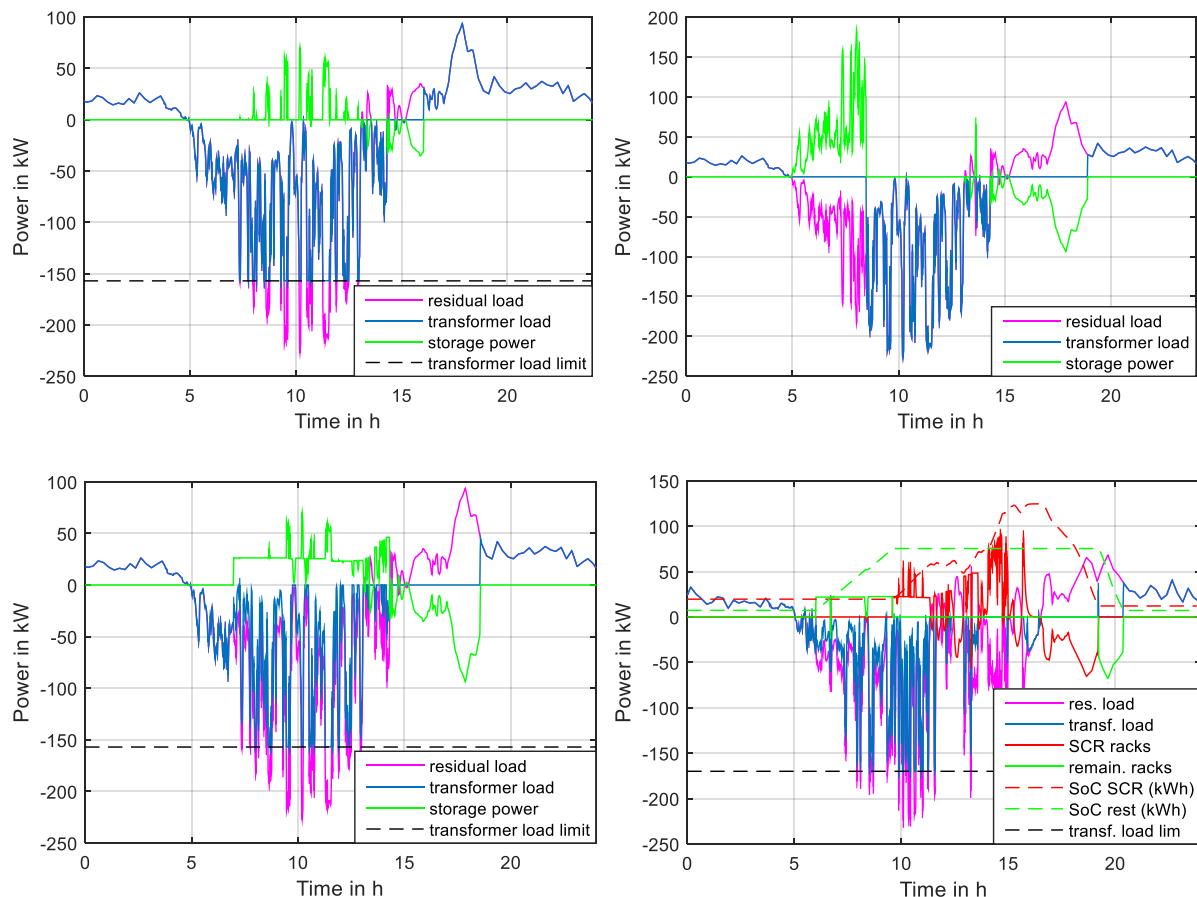 100
50
0
-50
-100
-150
-200
-250
0
5
10
15
20
Power in kW
Time in h
residual load
transformer load
storage power
transformer load limit
200
150
100
50
0
-50
-100
-150
-200
-250
0
5
10
15
20
Power in kW
Time in h
residual load
transformer load
storage power
100
50
0
-50
-100
-150
-200
-250
0
5
10
15
20
Power in kW
Time in h
residual load
transformer load
storage power
transformer load limit
150
100
50
0
-50
-100
-150
-200
-250
0
5
10
15
20
Power in kW
Time in h
res. load
transf. load
SCR racks
remain. racks
SoC SCR (kWh)
SoC rest (kWh)
transf. load lim